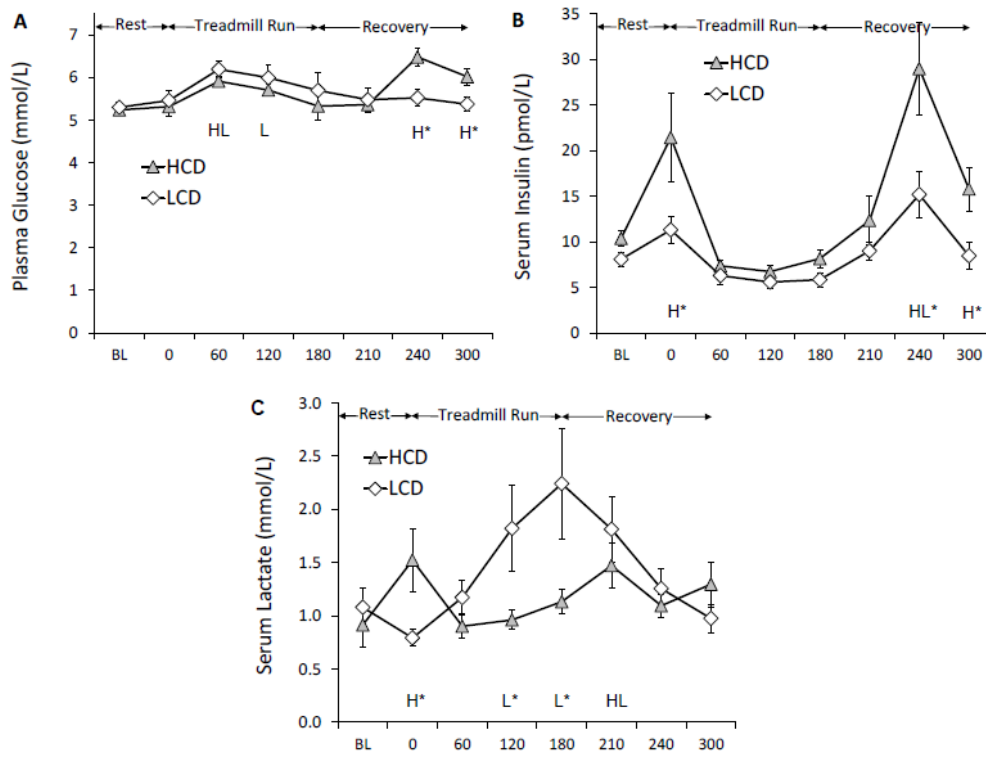 A
Rest Treadmill Run Recovery
Plasma Glucose (mmol/L)
7
6
5
4
3
2
1
0
HL L H* H*
HCD
LCD
BL 0 60 120 180 210 240 300
B
Rest Treadmill Run Recovery
Serum Insulin (pmol/L)
35
30
25
20
15
10
5
0
HCD
LCD
H* HL* H*
BL 0 60 120 180 210 240 300
C
Rest Treadmill Run Recovery
Serum Lactate (mmol/L)
3.0
2.5
2.0
1.5
1.0
0.5
0.0
HCD
LCD
H* L* L* HL
BL 0 60 120 180 210 240 300